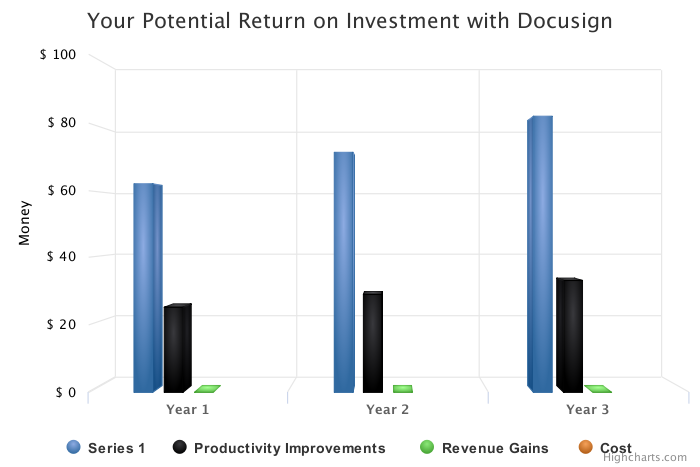 Your Potential Return on Investment with Docusign
$ 100
$ 80
$ 60
$ 40
$ 20
$ 0
Money
Year 1
Year 2
Year 3
Series 1
Productivity Improvements
Revenue Gains
Cost
Highcharts.com